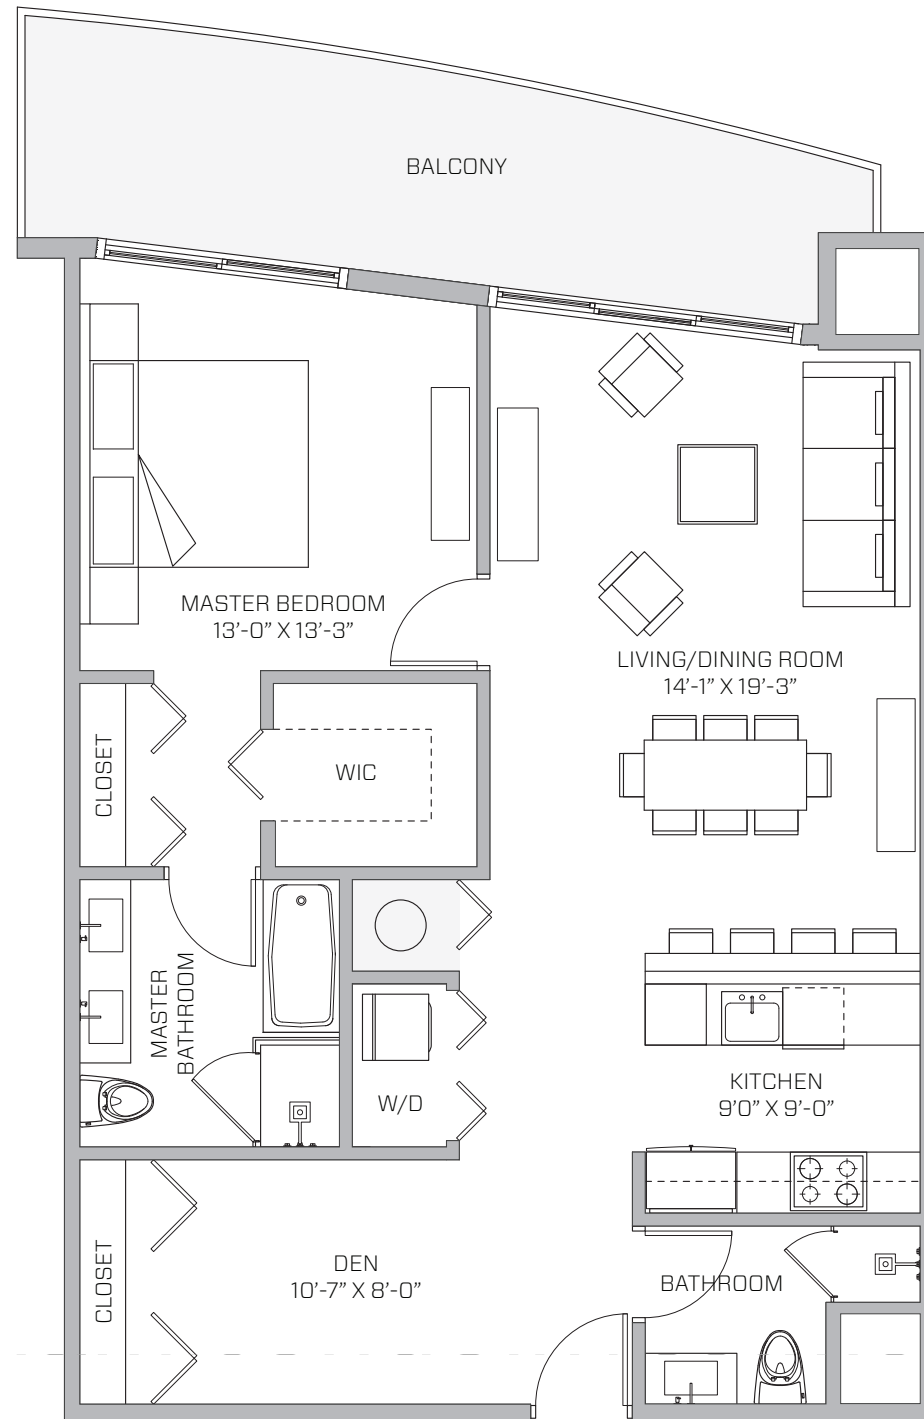 BALCONY
MASTER BEDROOM
13'-0” X 13'-3”
LIVING/DINING ROOM
14'-1” X 19'-3”
CLOSET
WIC
MASTER
BATHROOM
W/D
KITCHEN
9'0” X 9'-0”
DEN
10'-7” X 8'-0”
CLOSET
BATHROOM